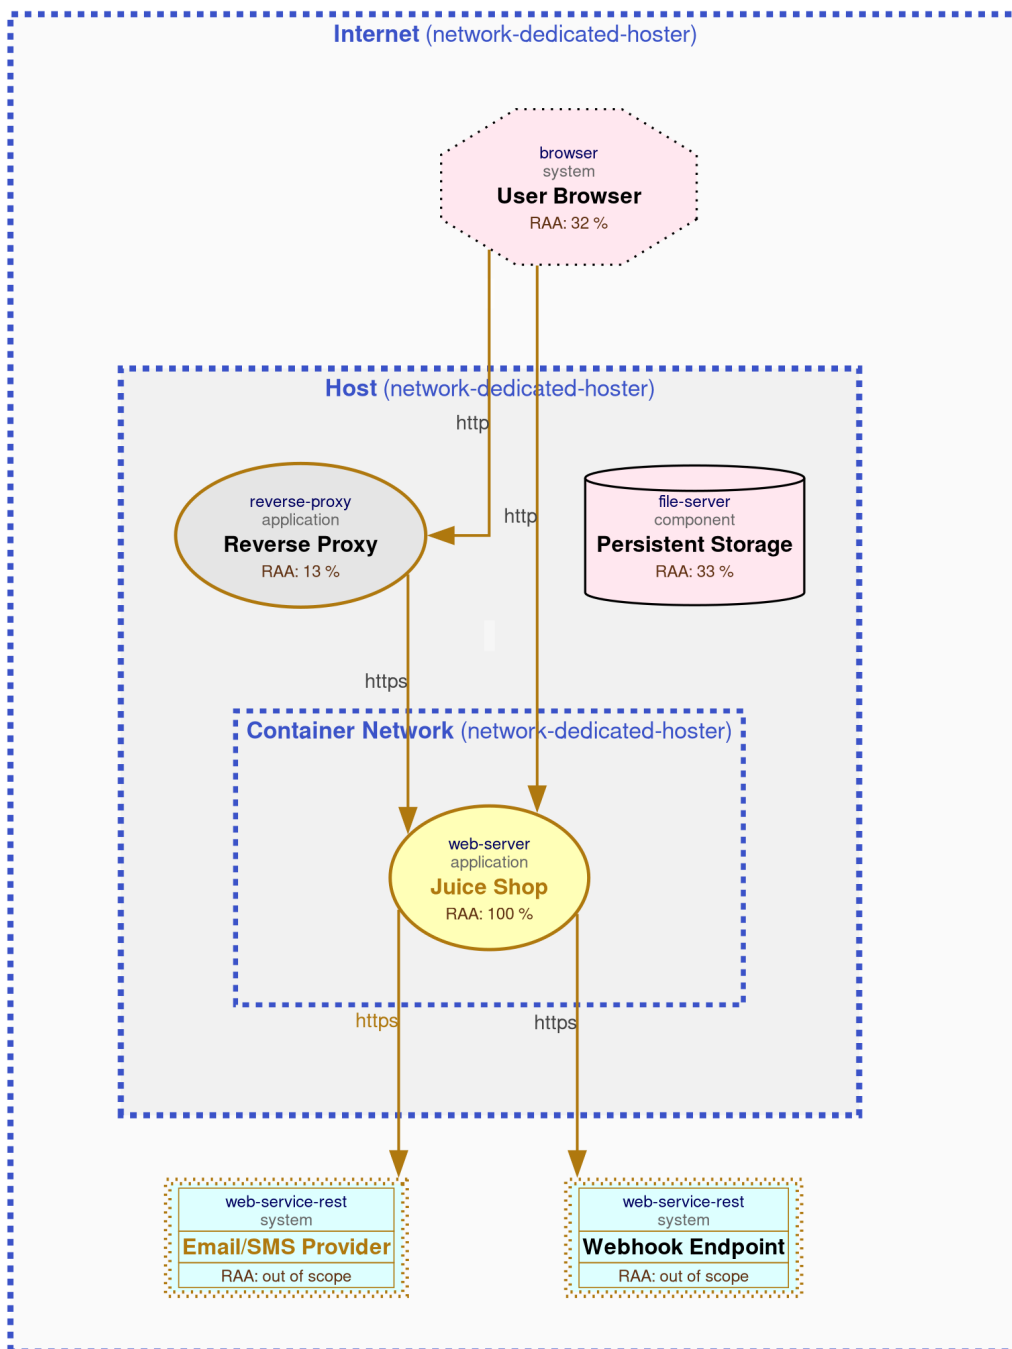 Internet (network-dedicated-hoster)
browser
system
User Browser
RAA: 32 %
Host (network-dedicated-hoster)
http
reverse-proxy
application
Reverse Proxy
RAA: 13 %
http
file-server
component
Persistent Storage
RAA: 33 %
https
Container Network (network-dedicated-hoster)
web-server
application
Juice Shop
RAA: 100 %
https
https
web-service-rest
system
Email/SMS Provider
RAA: out of scope
web-service-rest
system
Webhook Endpoint
RAA: out of scope